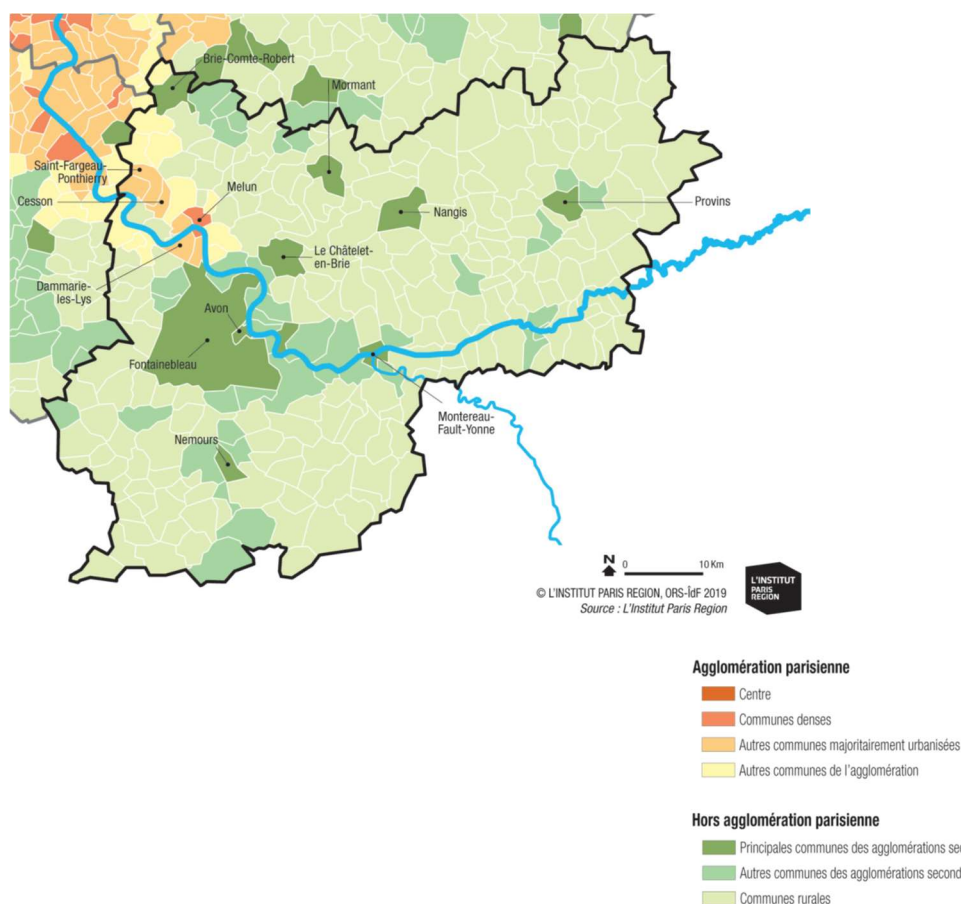 Brie-Comte-Robert
Mormant
Saint-Fargeau-
Ponthierry
Melun
Cesson
Provins
Nangis
Le Châtelet-
en-Brie
Dammarie-
les-Lys
Avon
Fontainebleau
Montereau-
Fault-Yonne
Nemours
N
0 10 Km
© L'INSTITUT PARIS REGION, ORS-ÎdF 2019
Source : L'Institut Paris Region
L'INSTITUT
PARIS
REGION
Agglomération parisienne
Centre
Communes denses
Autres communes majoritairement urbanisées
Autres communes de l'agglomération
Hors agglomération parisienne
Principales communes des agglomérations sec
Autres communes des agglomérations second
Communes rurales